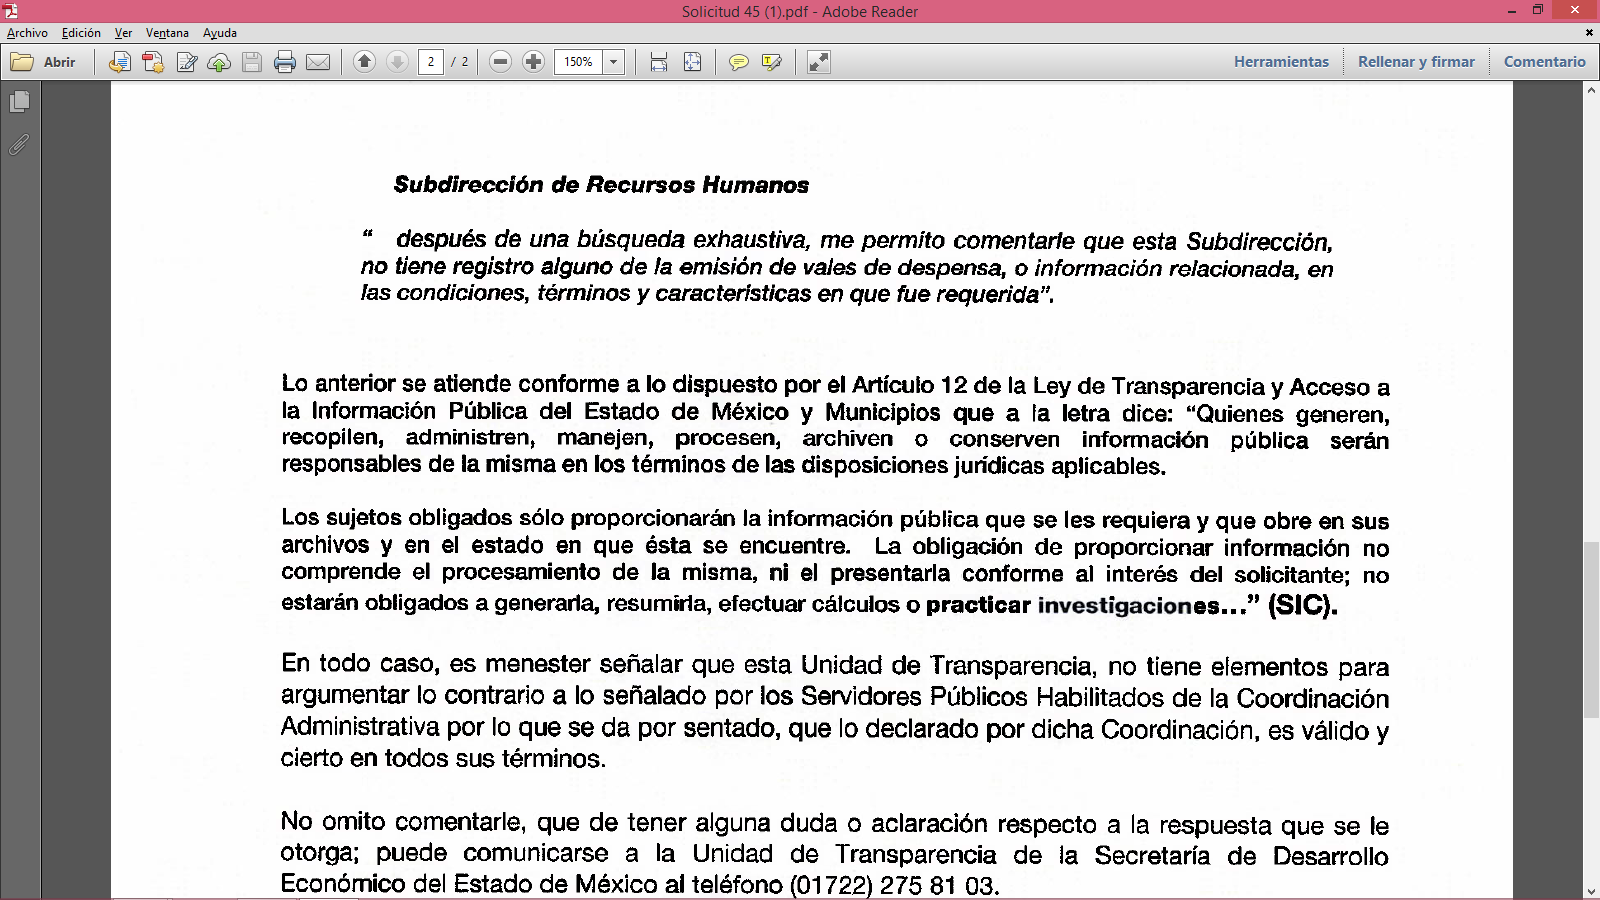 Solicitud 45 (1).pdf - Adobe Reader
Archivo Edición Ver Ventana Ayuda
Abrir 2 / 2 150% Herramientas Rellenar y firmar Comentario
Subdirección de Recursos Humanos
“ después de una búsqueda exhaustiva, me permito comentarle que esta Subdirección,
no tiene registro alguno de la emisión de vales de despensa, o información relacionada, en
las condiciones, términos y características en que fue requerida”.
Lo anterior se atiende conforme a lo dispuesto por el Artículo 12 de la Ley de Transparencia y Acceso a
la Información Pública del Estado de México y Municipios que a la letra dice: “Quienes generen,
recopilen, administren, manejen, procesen, archiven o conserven información pública serán
responsables de la misma en los términos de las disposiciones jurídicas aplicables.
Los sujetos obligados sólo proporcionarán la información pública que se les requiera y que obre en sus
archivos y en el estado en que ésta se encuentre. La obligación de proporcionar información no
comprende el procesamiento de la misma, ni el presentarla conforme al interés del solicitante; no
estarán obligados a generarla, resumirla, efectuar cálculos o practicar investigaciones...” (SIC).
En todo caso, es menester señalar que esta Unidad de Transparencia, no tiene elementos para
argumentar lo contrario a lo señalado por los Servidores Públicos Habilitados de la Coordinación
Administrativa por lo que se da por sentado, que lo declarado por dicha Coordinación, es válido y
cierto en todos sus términos.
No omito comentarle, que de tener alguna duda o aclaración respecto a la respuesta que se le
otorga; puede comunicarse a la Unidad de Transparencia de la Secretaría de Desarrollo
Económico del Estado de México al teléfono (01722) 275 81 03.